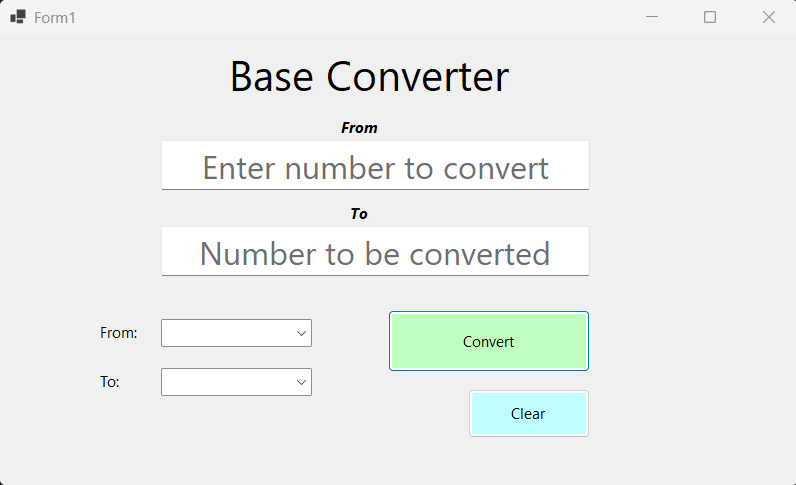 Form1
Base Converter
From
Enter number to convert
To
Number to be converted
From:
Convert
To:
Clear